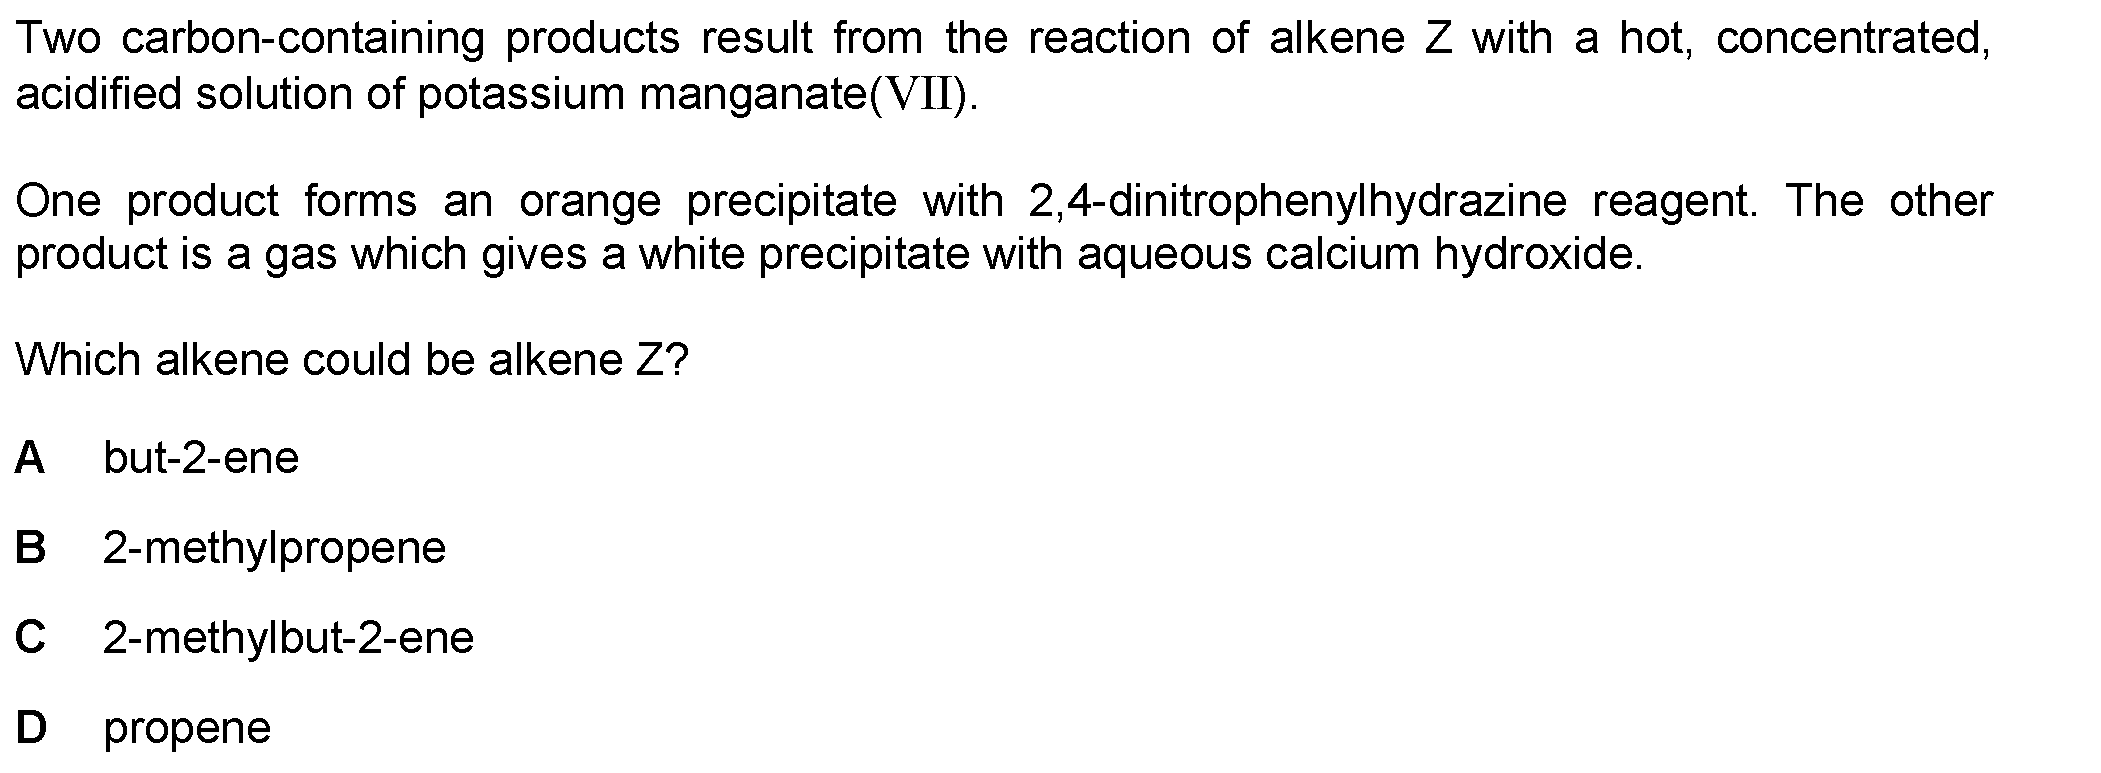 Two carbon-containing products result from the reaction of alkene Z with a hot, concentrated,
acidified solution of potassium manganate(VII).
One product forms an orange precipitate with 2,4-dinitrophenylhydrazine reagent. The other
product is a gas which gives a white precipitate with aqueous calcium hydroxide.
Which alkene could be alkene Z?
A but-2-ene
B 2-methylpropene
C 2-methylbut-2-ene
D propene